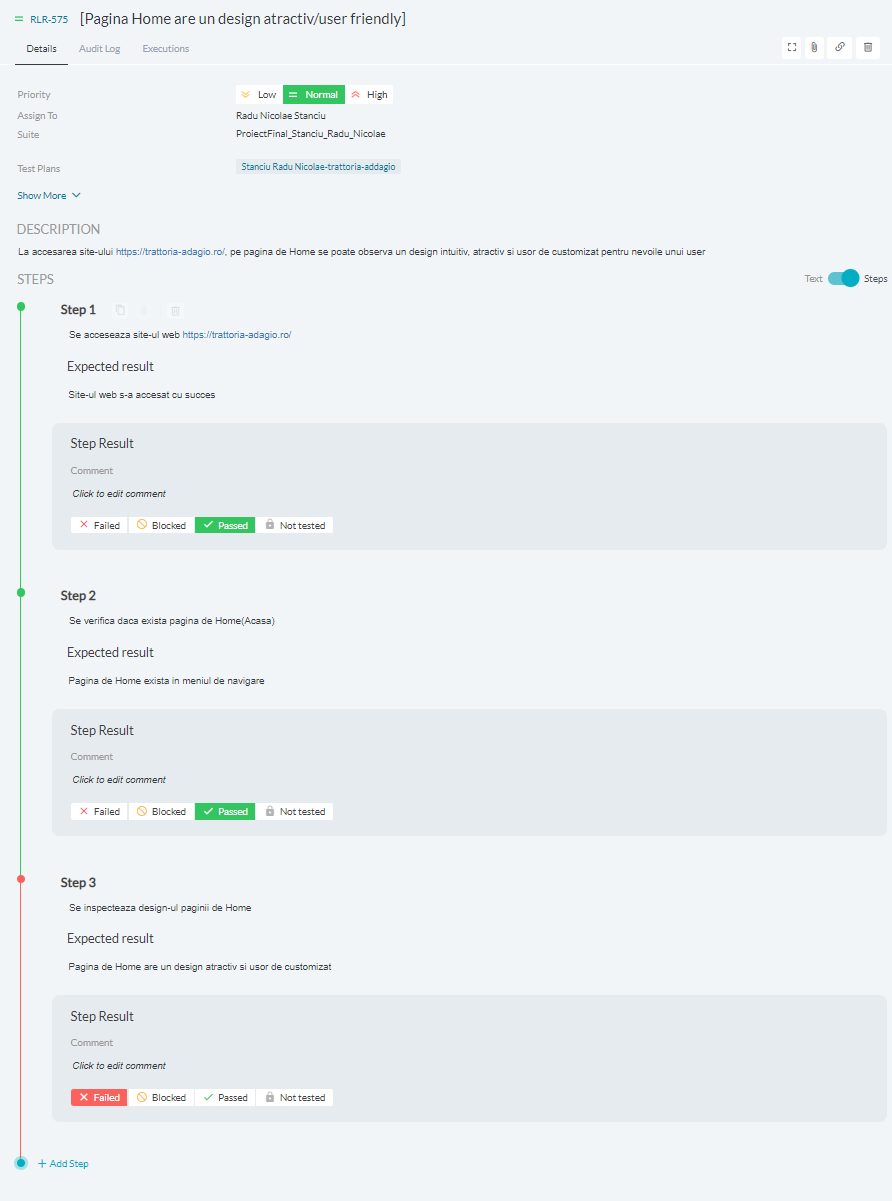 RLR-575 [Pagina Home are un design atractiv/user friendly]
Details Audit Log Executions
Priority Low Normal High
Assign To Radu Nicolae Stanciu
Suite ProiectFinal_Stanciu_Radu_Nicolae
Test Plans Stanciu Radu Nicolae-trattoria-addagio
Show More
DESCRIPTION
La accesarea site-ului https://trattoria-adagio.ro/, pe pagina de Home se poate observa un design intuitiv, atractiv si usor de customizat pentru nevoile unui user
STEPS Text Steps
Step 1
Se acceseaza site-ul web https://trattoria-adagio.ro/
Expected result
Site-ul web s-a accesat cu succes
Step Result
Comment
Click to edit comment
Failed Blocked Passed Not tested
Step 2
Se verifica daca exista pagina de Home(Acasa)
Expected result
Pagina de Home exista in meniul de navigare
Step Result
Comment
Click to edit comment
Failed Blocked Passed Not tested
Step 3
Se inspecteaza design-ul paginii de Home
Expected result
Pagina de Home are un design atractiv si usor de customizat
Step Result
Comment
Click to edit comment
Failed Blocked Passed Not tested
+ Add Step